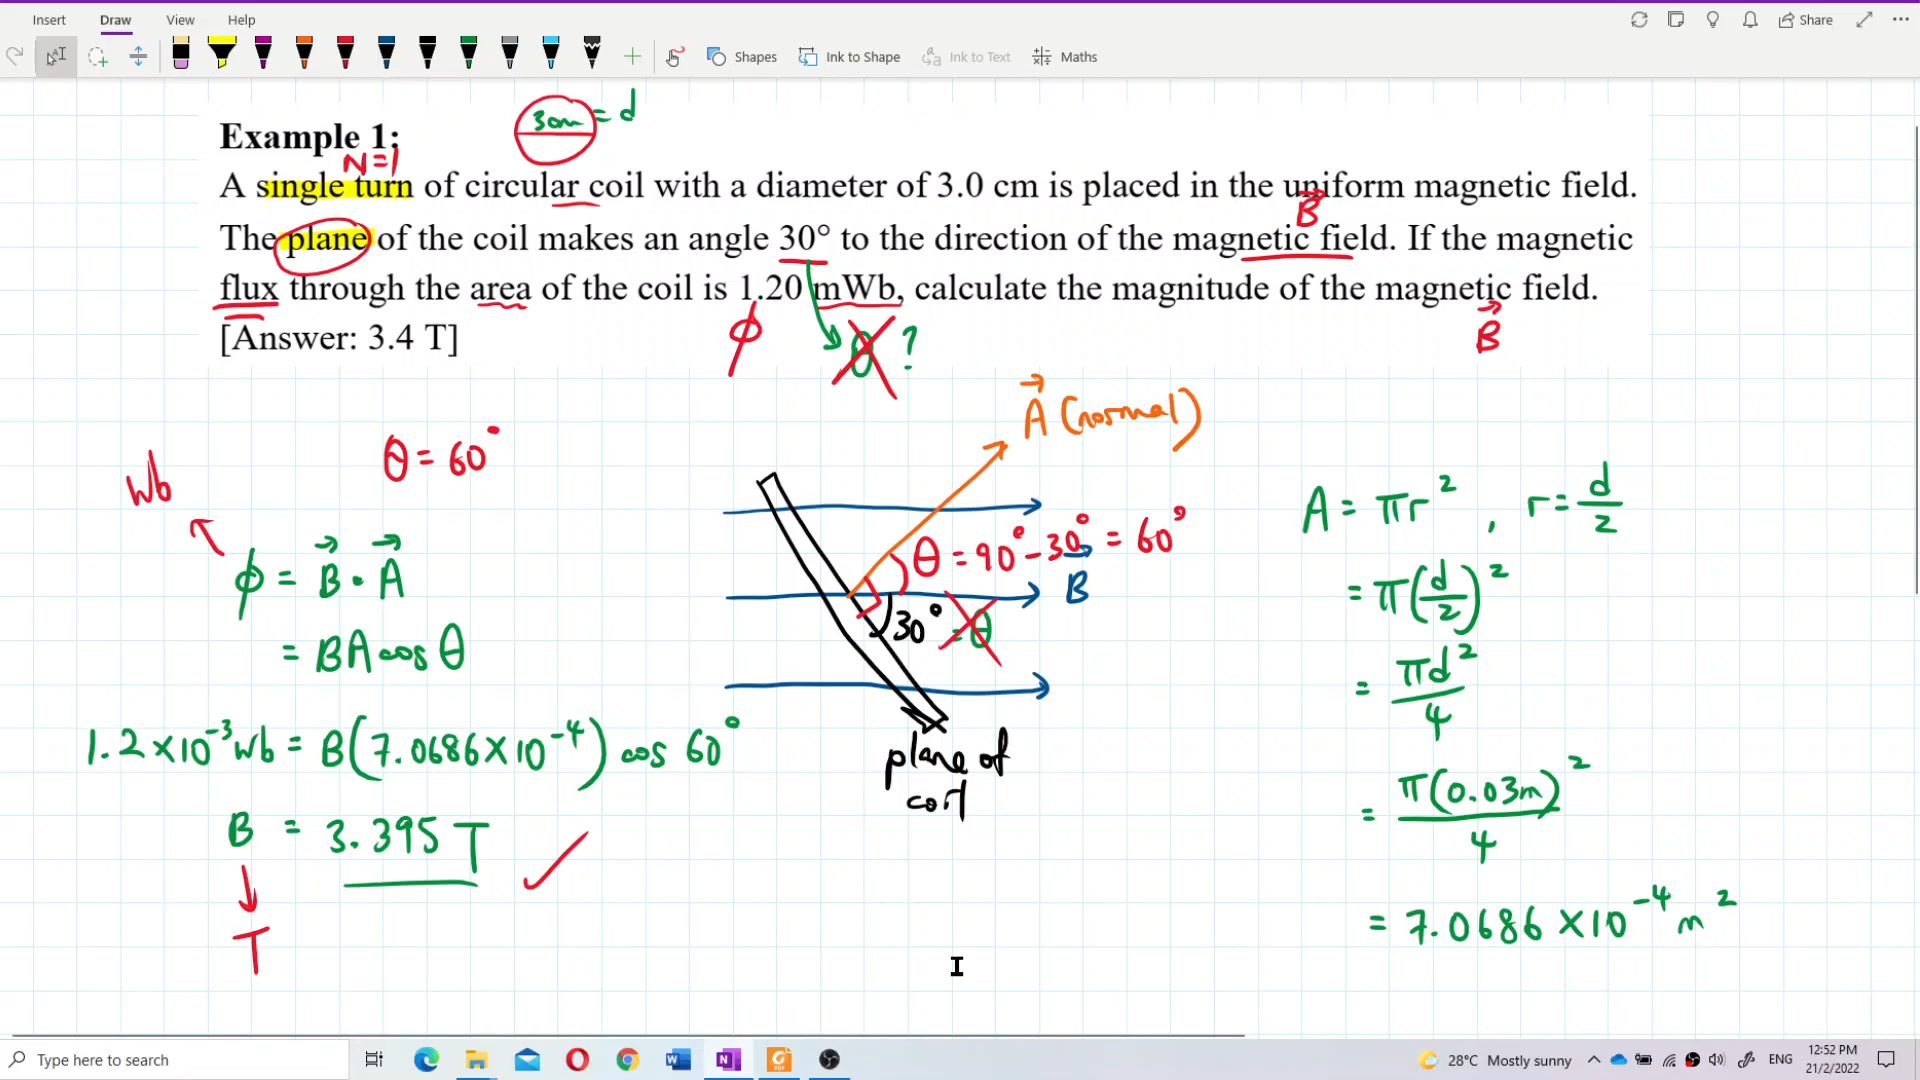 Insert Draw View Help
Share
Shapes Ink to Shape Ink to Text Maths
3cm = d
Example 1:
N=1
A single turn of circular coil with a diameter of 3.0 cm is placed in the uniform magnetic field.
B
The plane of the coil makes an angle 30° to the direction of the magnetic field. If the magnetic
flux through the area of the coil is 1.20 mWb, calculate the magnitude of the magnetic field.
[Answer: 3.4 T]
ϕ
θ ?
B
θ = 60°
Wb
ϕ = B · A
= BA cos θ
1.2 × 10⁻³ Wb = B(7.0686 × 10⁻⁴) cos 60°
B = 3.395 T
T
A (normal)
θ = 90° - 30° = 60°
B
30° = θ
plane of
coil
A = πr², r = d/2
= π(d/2)²
= πd²/4
= π(0.03m)²/4
= 7.0686 × 10⁻⁴ m²
Type here to search
28°C Mostly sunny
ENG
12:52 PM
21/2/2022